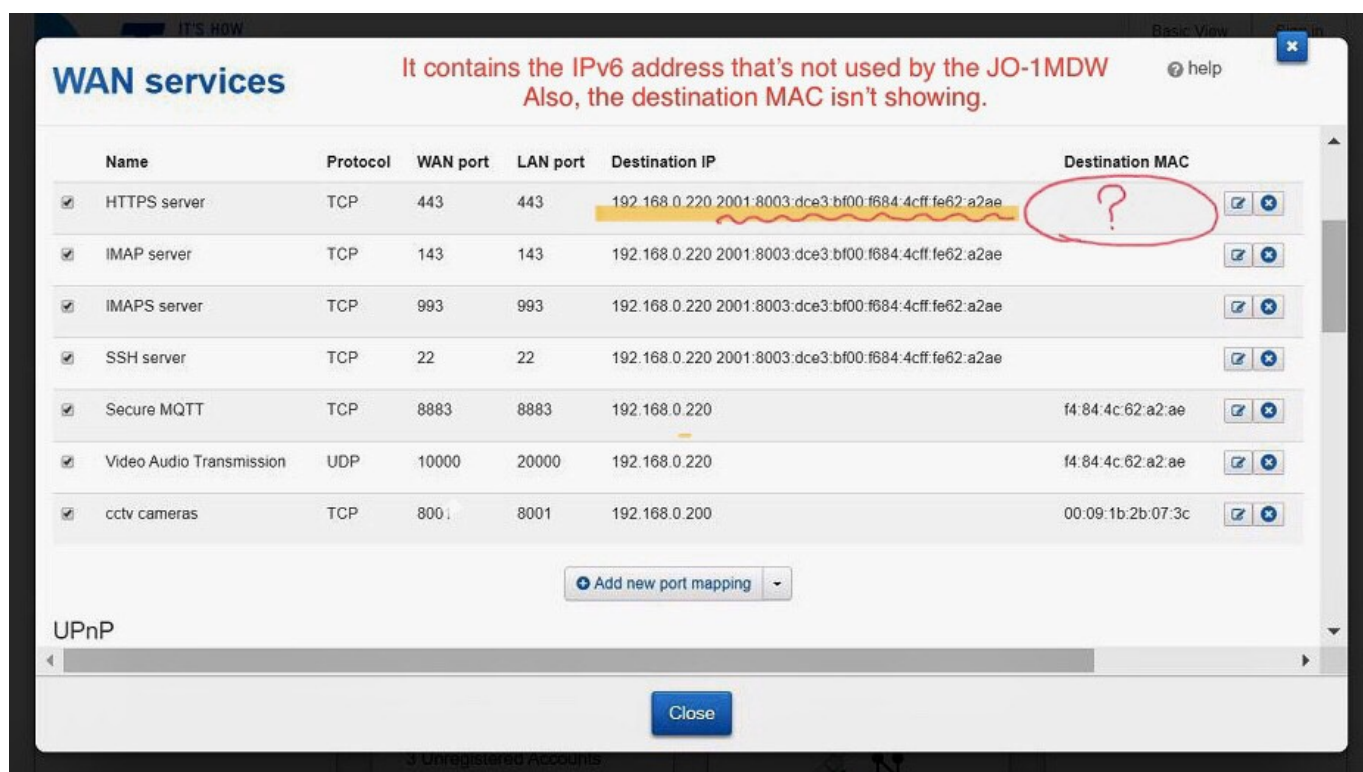 IT'S HOW
Basic View Sign in
WAN services
It contains the IPv6 address that's not used by the JO-1MDW
Also, the destination MAC isn't showing.
help
Name Protocol WAN port LAN port Destination IP Destination MAC
HTTPS server TCP 443 443 192.168.0.220 2001:8003:dce3:bf00:f684:4cff:fe62:a2ae ?
IMAP server TCP 143 143 192.168.0.220 2001:8003:dce3:bf00:f684:4cff:fe62:a2ae
IMAPS server TCP 993 993 192.168.0.220 2001:8003:dce3:bf00:f684:4cff:fe62:a2ae
SSH server TCP 22 22 192.168.0.220 2001:8003:dce3:bf00:f684:4cff:fe62:a2ae
Secure MQTT TCP 8883 8883 192.168.0.220 f4:84:4c:62:a2:ae
Video Audio Transmission UDP 10000 20000 192.168.0.220 f4:84:4c:62:a2:ae
cctv cameras TCP 8001 192.168.0.200 00:09:1b:2b:07:3c
Add new port mapping
UPnP
Close
3 Unregistered Accounts